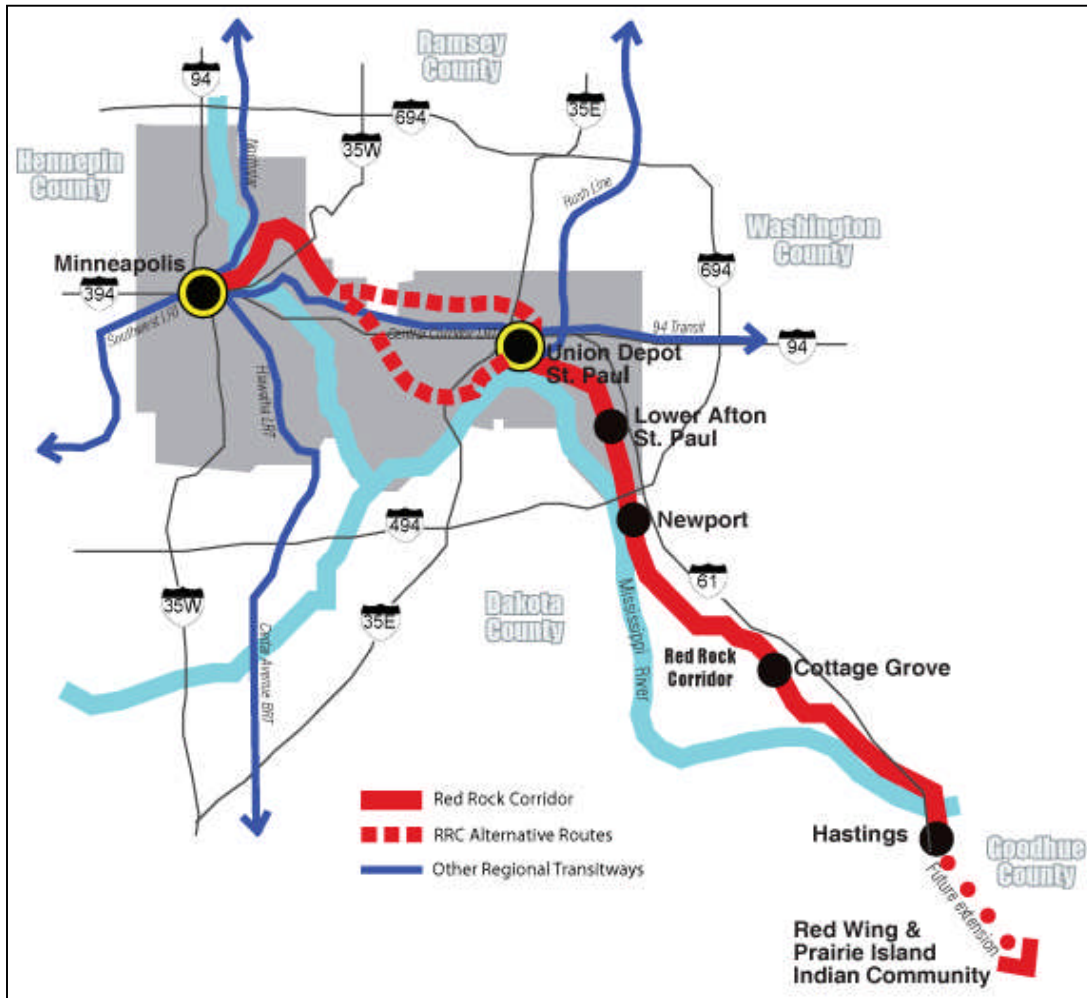 Ramsey
County
94
35E
694
35W
Northstar
Hennepin
County
Rush Line
Washington
County
Minneapolis
694
394
Southwest LRT
Central Corridor LRT
94 Transit
94
Union Depot
St. Paul
Hiawatha LRT
Lower Afton
St. Paul
494
Newport
61
35W
35E
Dakota
County
Mississippi River
Red Rock
Corridor
Cottage Grove
Cedar Avenue BRT
Red Rock Corridor
RRC Alternative Routes
Other Regional Transitways
Hastings
Goodhue
County
Future extension
Red Wing &
Prairie Island
Indian Community